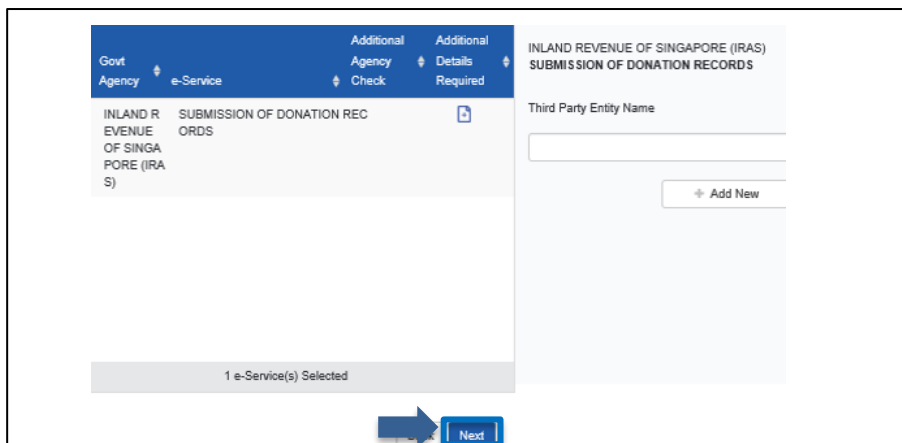 Govt
Agency
e-Service
Additional
Agency
Check
Additional
Details
Required
INLAND R
EVENUE
OF SINGA
PORE (IRA
S)
SUBMISSION OF DONATION REC
ORDS
1 e-Service(s) Selected
INLAND REVENUE OF SINGAPORE (IRAS)
SUBMISSION OF DONATION RECORDS
Third Party Entity Name
+ Add New
Next